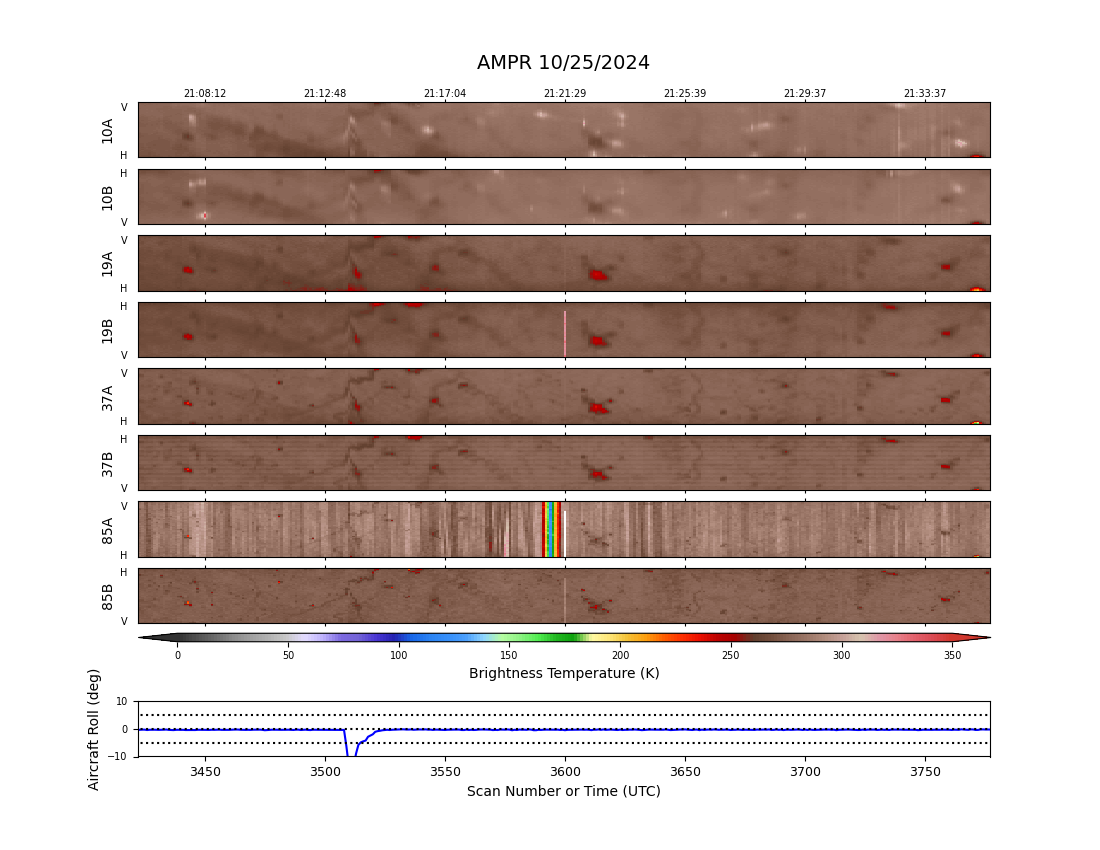 AMPR 10/25/2024
21:08:12 21:12:48 21:17:04 21:21:29 21:25:39 21:29:37 21:33:37
V
10A
H
H
10B
V
V
19A
H
H
19B
V
V
37A
H
H
37B
V
V
85A
H
H
85B
V
0 50 100 150 200 250 300 350
Brightness Temperature (K)
Aircraft Roll (deg)
10
0
−10
3450 3500 3550 3600 3650 3700 3750
Scan Number or Time (UTC)